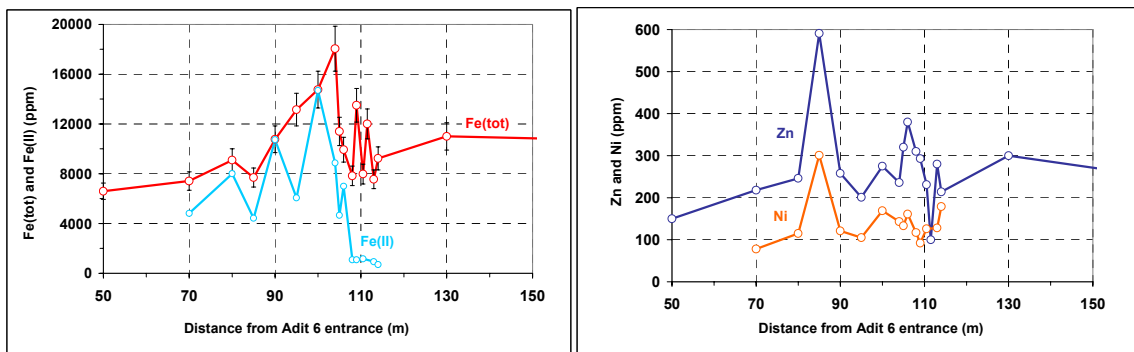 20000
16000
12000
8000
4000
0
Fe(tot) and Fe(III) (ppm)
Fe(tot)
Fe(II)
50 70 90 110 130 150
Distance from Adit 6 entrance (m)
600
500
400
300
200
100
0
Zn and Ni (ppm)
Zn
Ni
50 70 90 110 130 150
Distance from Adit 6 entrance (m)